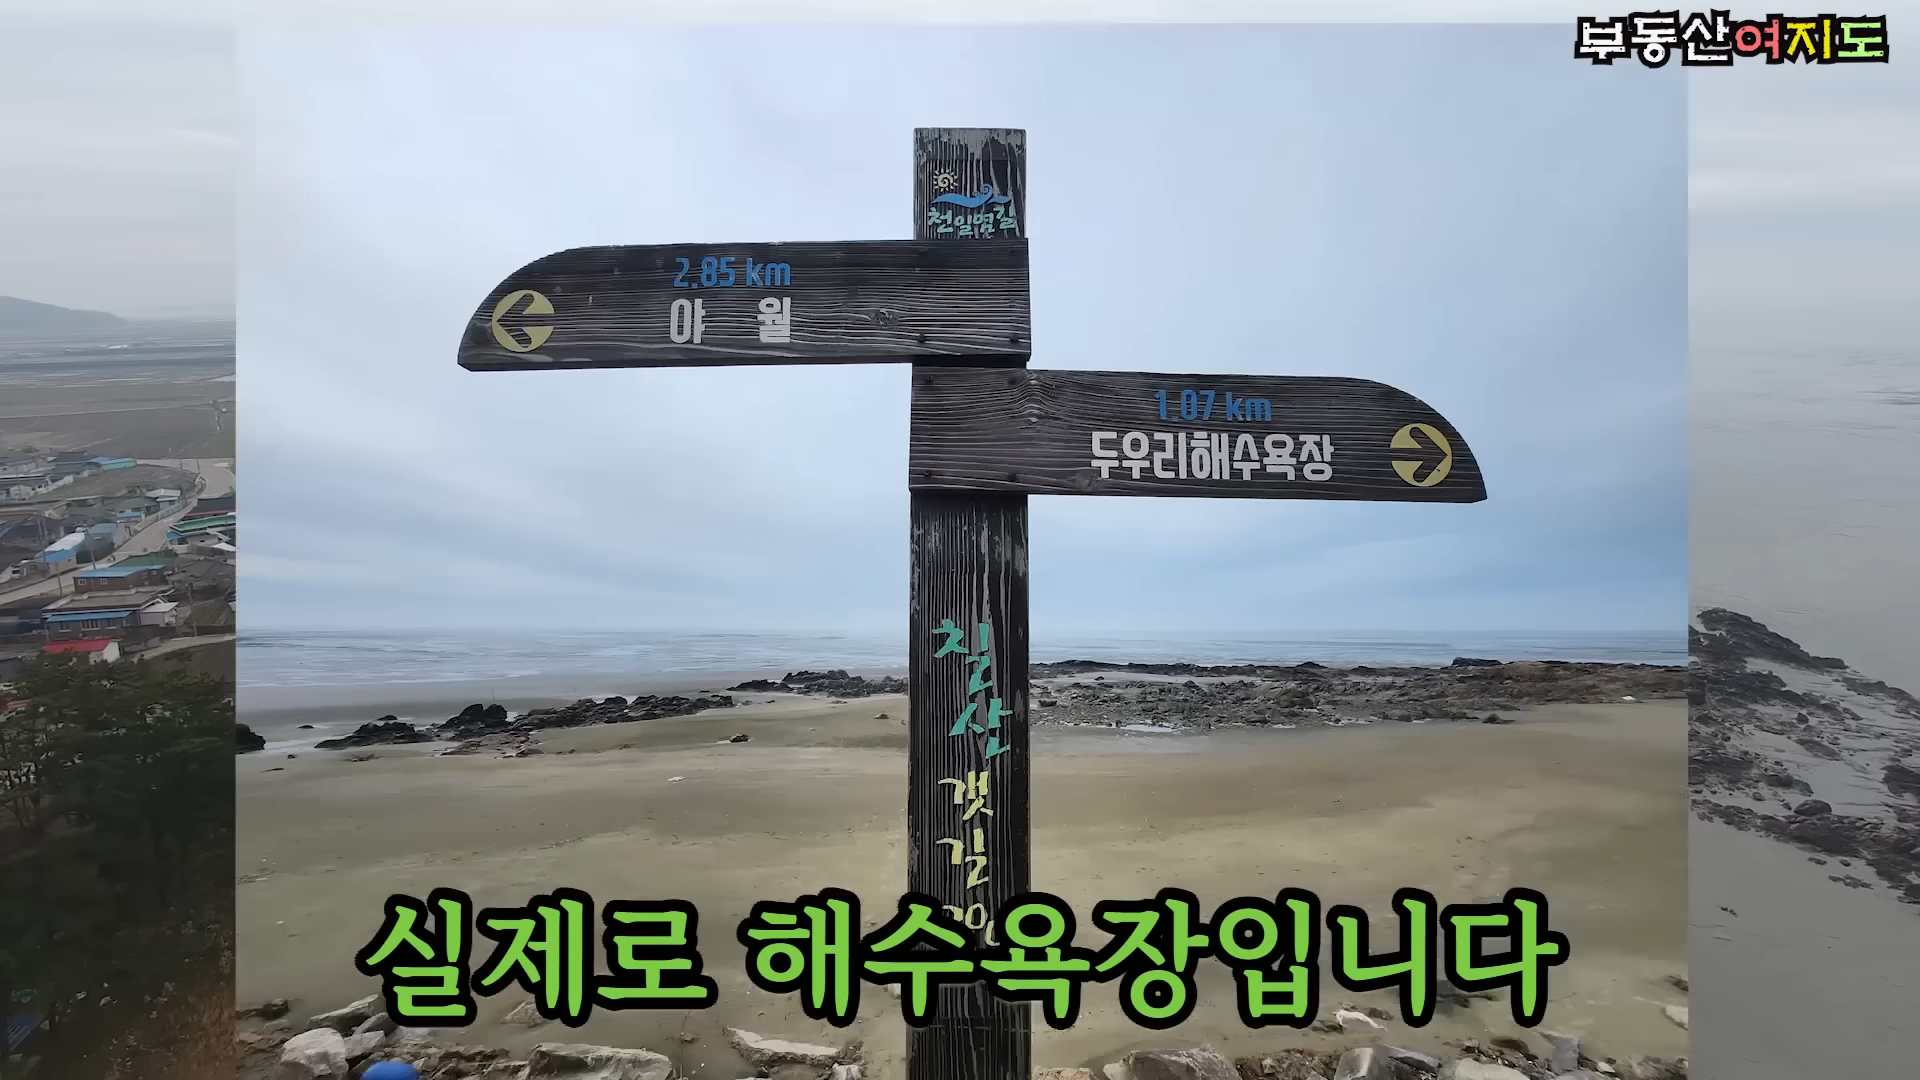 부동산여지도
천일염길
2.85 km
야 월
1.07 km
두우리해수욕장
칠산
갯길
실제로 해수욕장입니다